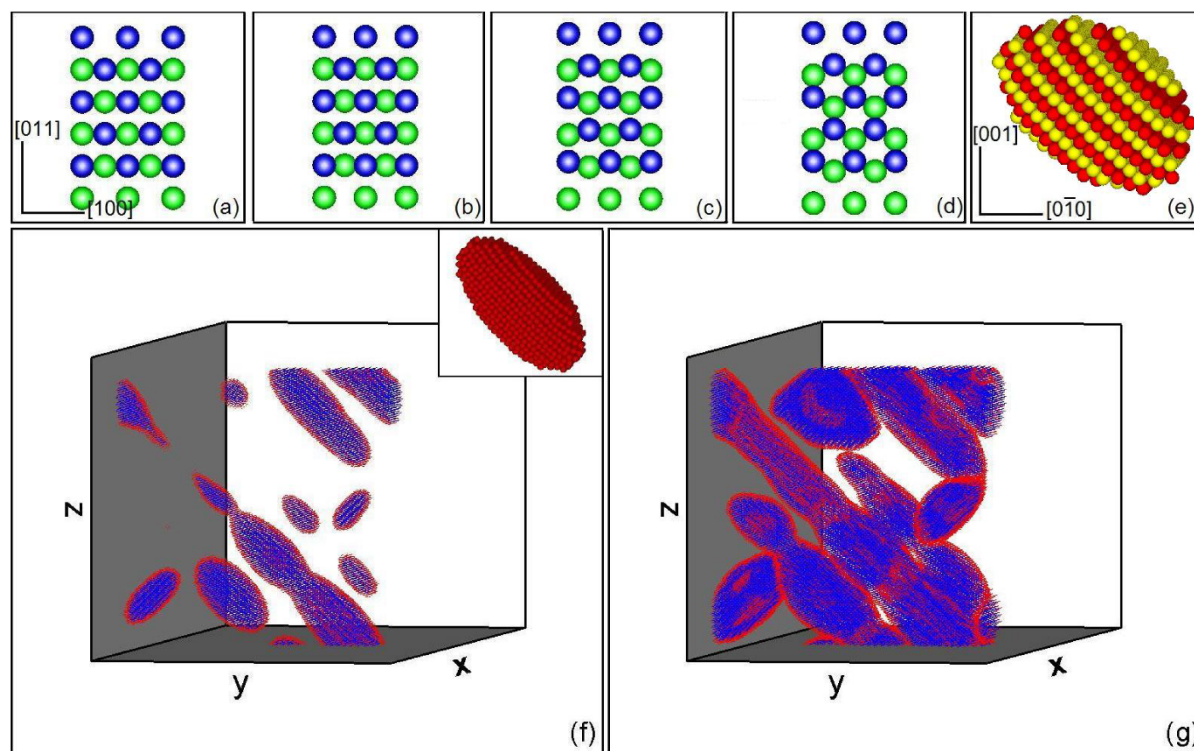 [011]
[100]
(a)
(b)
(c)
(d)
[001]
[01̄0]
(e)
z
y
x
(f)
z
y
x
(g)